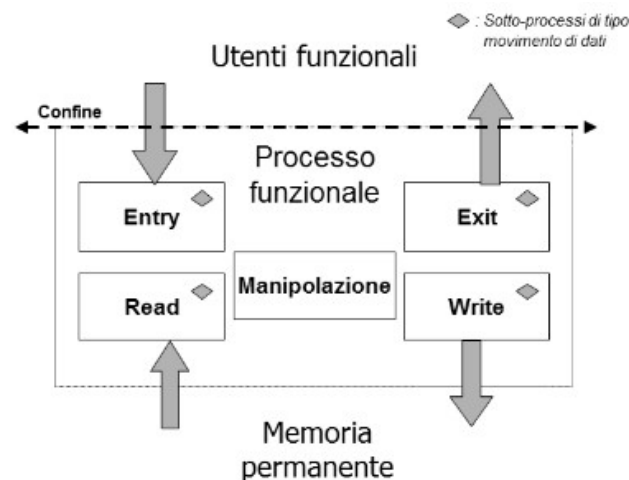 : Sotto-processi di tipo
movimento di dati
Utenti funzionali
Confine
Processo
funzionale
Entry
Exit
Manipolazione
Read
Write
Memoria
permanente